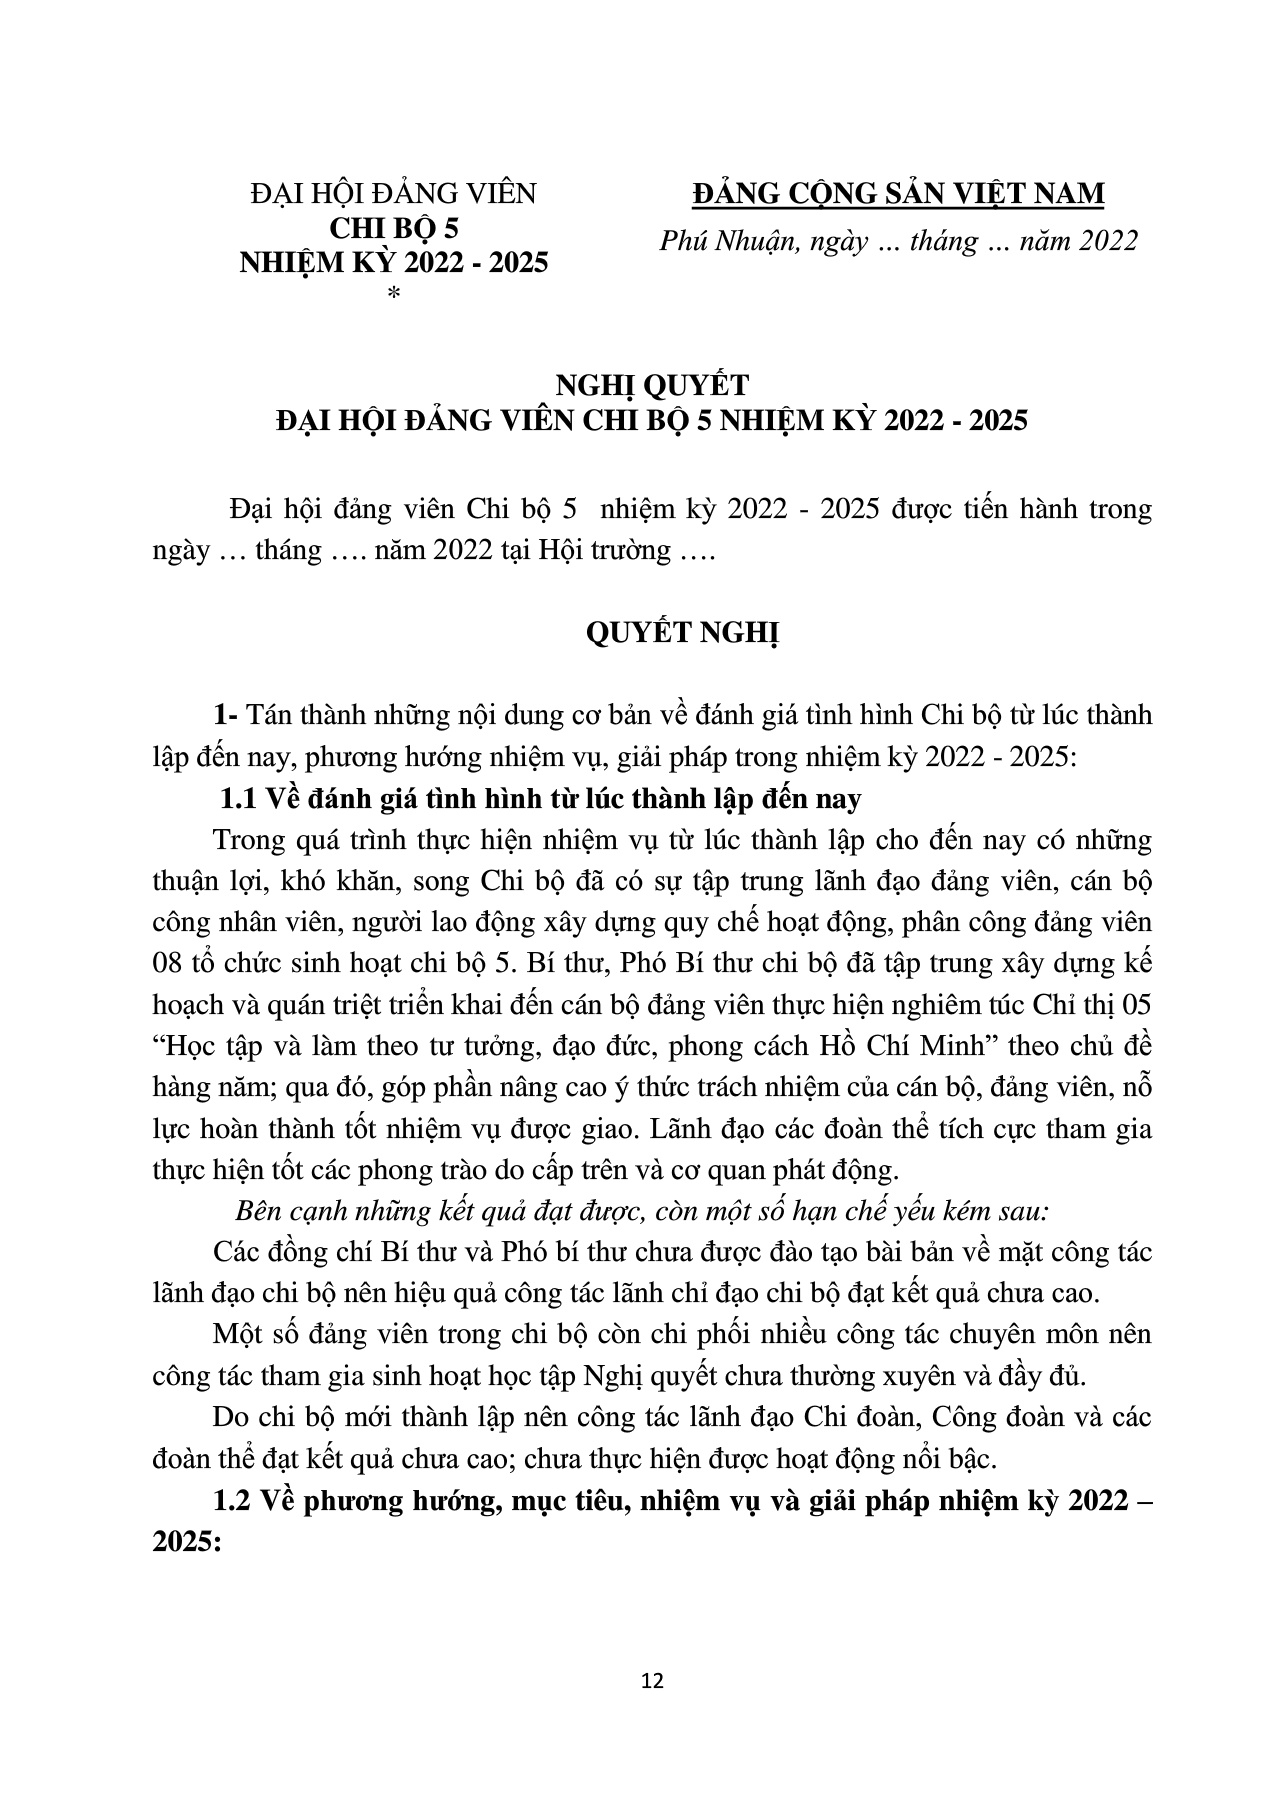 ĐẠI HỘI ĐẢNG VIÊN
CHI BỘ 5
NHIỆM KỲ 2022 - 2025
*
ĐẢNG CỘNG SẢN VIỆT NAM
Phú Nhuận, ngày ... tháng ... năm 2022
NGHỊ QUYẾT
ĐẠI HỘI ĐẢNG VIÊN CHI BỘ 5 NHIỆM KỲ 2022 - 2025
Đại hội đảng viên Chi bộ 5 nhiệm kỳ 2022 - 2025 được tiến hành trong
ngày … tháng …. năm 2022 tại Hội trường ….
QUYẾT NGHỊ
1- Tán thành những nội dung cơ bản về đánh giá tình hình Chi bộ từ lúc thành
lập đến nay, phương hướng nhiệm vụ, giải pháp trong nhiệm kỳ 2022 - 2025:
1.1 Về đánh giá tình hình từ lúc thành lập đến nay
Trong quá trình thực hiện nhiệm vụ từ lúc thành lập cho đến nay có những
thuận lợi, khó khăn, song Chi bộ đã có sự tập trung lãnh đạo đảng viên, cán bộ
công nhân viên, người lao động xây dựng quy chế hoạt động, phân công đảng viên
08 tổ chức sinh hoạt chi bộ 5. Bí thư, Phó Bí thư chi bộ đã tập trung xây dựng kế
hoạch và quán triệt triển khai đến cán bộ đảng viên thực hiện nghiêm túc Chỉ thị 05
“Học tập và làm theo tư tưởng, đạo đức, phong cách Hồ Chí Minh” theo chủ đề
hàng năm; qua đó, góp phần nâng cao ý thức trách nhiệm của cán bộ, đảng viên, nỗ
lực hoàn thành tốt nhiệm vụ được giao. Lãnh đạo các đoàn thể tích cực tham gia
thực hiện tốt các phong trào do cấp trên và cơ quan phát động.
Bên cạnh những kết quả đạt được, còn một số hạn chế yếu kém sau:
Các đồng chí Bí thư và Phó bí thư chưa được đào tạo bài bản về mặt công tác
lãnh đạo chi bộ nên hiệu quả công tác lãnh chỉ đạo chi bộ đạt kết quả chưa cao.
Một số đảng viên trong chi bộ còn chi phối nhiều công tác chuyên môn nên
công tác tham gia sinh hoạt học tập Nghị quyết chưa thường xuyên và đầy đủ.
Do chi bộ mới thành lập nên công tác lãnh đạo Chi đoàn, Công đoàn và các
đoàn thể đạt kết quả chưa cao; chưa thực hiện được hoạt động nổi bậc.
1.2 Về phương hướng, mục tiêu, nhiệm vụ và giải pháp nhiệm kỳ 2022 –
2025:
12